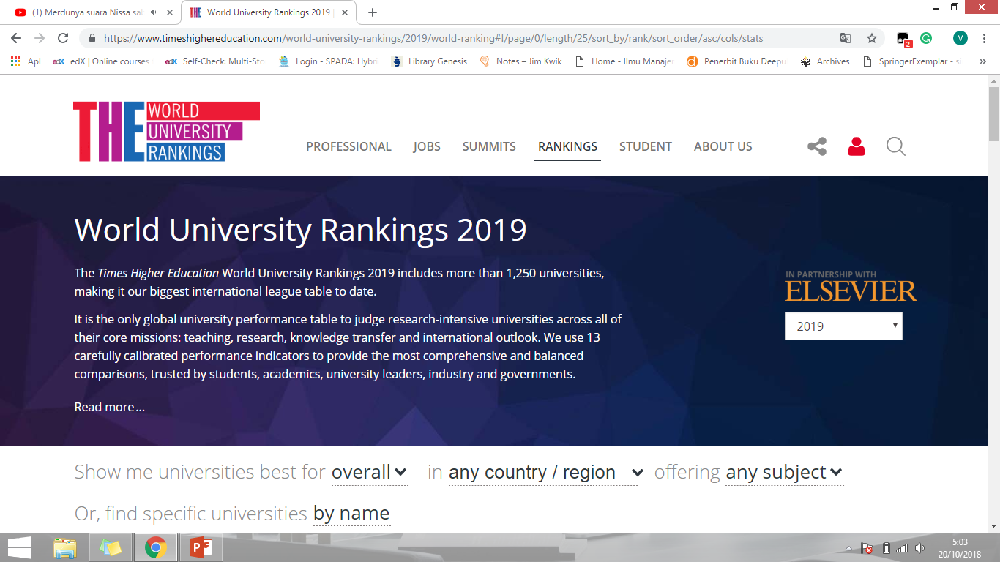 (1) Merdunya suara Nissa sab
World University Rankings 2019 |
https://www.timeshighereducation.com/world-university-rankings/2019/world-ranking#!/page/0/length/25/sort_by/rank/sort_order/asc/cols/stats
V
2
Apl
edX | Online courses
Self-Check: Multi-Sto
Login - SPADA: Hybri
Library Genesis
Notes – Jim Kwik
Home - Ilmu Manajer
Penerbit Buku Deepu
Archives
SpringerExemplar - s
»
THE WORLD
UNIVERSITY
RANKINGS
PROFESSIONAL JOBS SUMMITS RANKINGS STUDENT ABOUT US
World University Rankings 2019
The Times Higher Education World University Rankings 2019 includes more than 1,250 universities,
making it our biggest international league table to date.
It is the only global university performance table to judge research-intensive universities across all of
their core missions: teaching, research, knowledge transfer and international outlook. We use 13
carefully calibrated performance indicators to provide the most comprehensive and balanced
comparisons, trusted by students, academics, university leaders, industry and governments.
Read more...
IN PARTNERSHIP WITH
ELSEVIER
2019
Show me universities best for overall in any country / region offering any subject
Or, find specific universities by name
5:03
20/10/2018